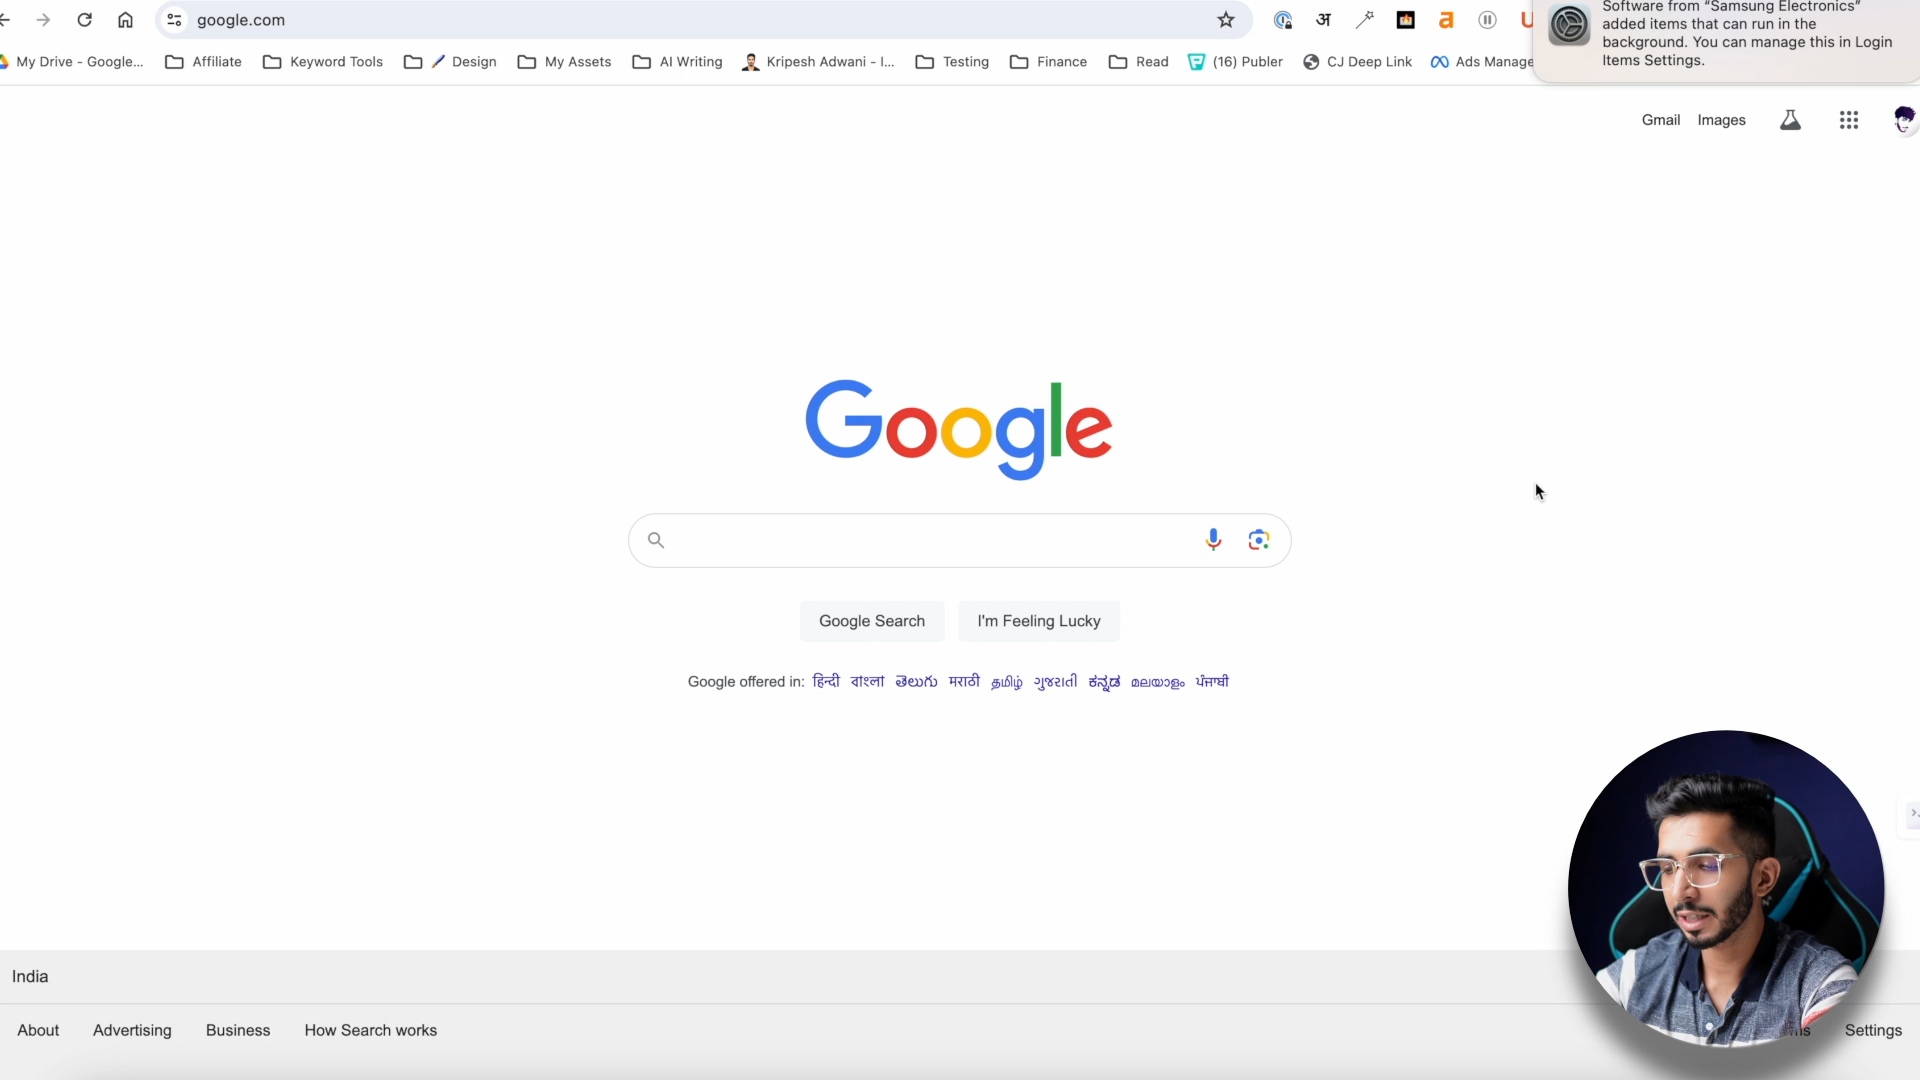 google.com
Software from “Samsung Electronics”
added items that can run in the
background. You can manage this in Login
Items Settings.
My Drive - Google... Affiliate Keyword Tools Design My Assets AI Writing Kripesh Adwani - I... Testing Finance Read (16) Publer CJ Deep Link Ads Manage
Gmail Images
Google
Google Search I'm Feeling Lucky
Google offered in: हिन्दी বাংলা తెలుగు मराठी தமிழ் ગુજરાતી ಕನ್ನಡ മലയാളം ਪੰਜਾਬੀ
India
About Advertising Business How Search works Settings